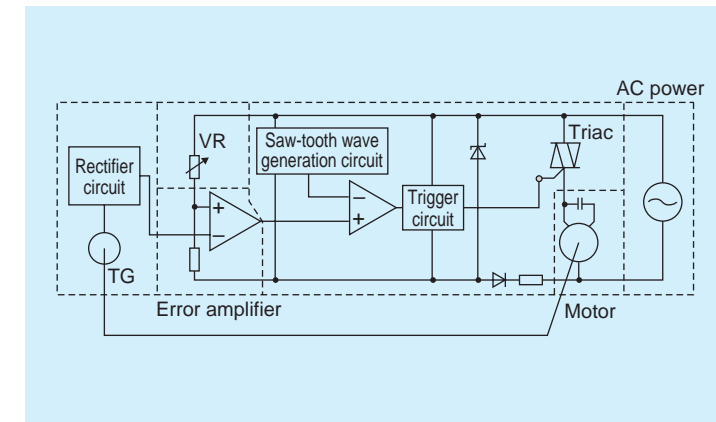 AC power
VR
Saw-tooth wave
generation circuit
Triac
Rectifier
circuit
+
−
−
+
Trigger
circuit
TG
Error amplifier
Motor